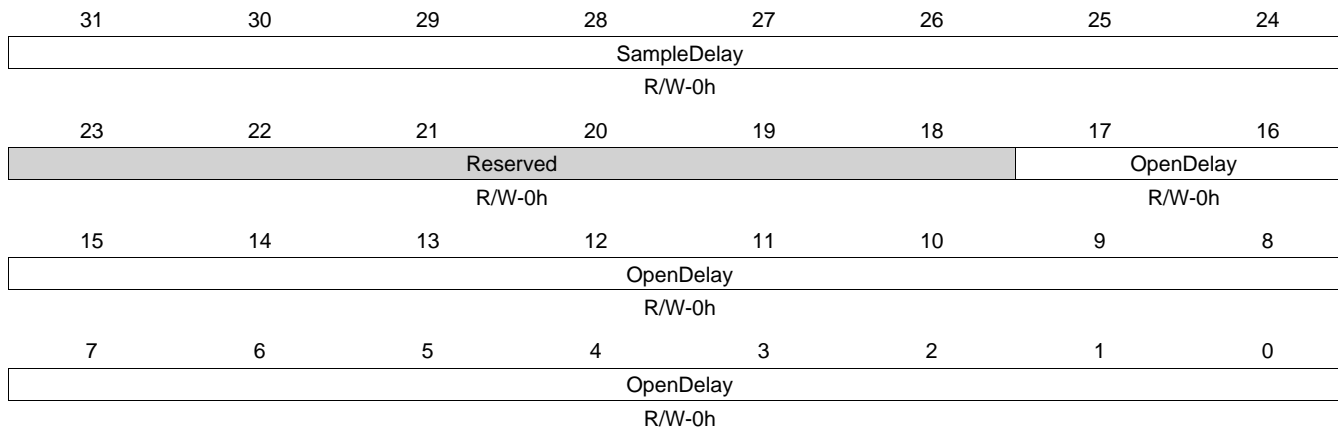 31 30 29 28 27 26 25 24
SampleDelay
R/W-0h
23 22 21 20 19 18 17 16
Reserved OpenDelay
R/W-0h R/W-0h
15 14 13 12 11 10 9 8
OpenDelay
R/W-0h
7 6 5 4 3 2 1 0
OpenDelay
R/W-0h